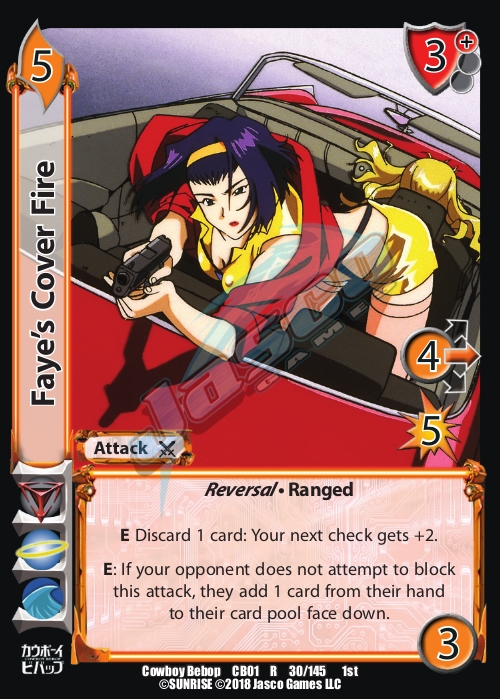 5
3
+
Faye's Cover Fire
4
5
Jasco
GAMES
Attack
Reversal • Ranged
E Discard 1 card: Your next check gets +2.
E: If your opponent does not attempt to block
this attack, they add 1 card from their hand
to their card pool face down.
3
カウボーイ
ビバップ
Cowboy Bebop CB01 R 30/145 1st
©SUNRISE ©2018 Jasco Games LLC